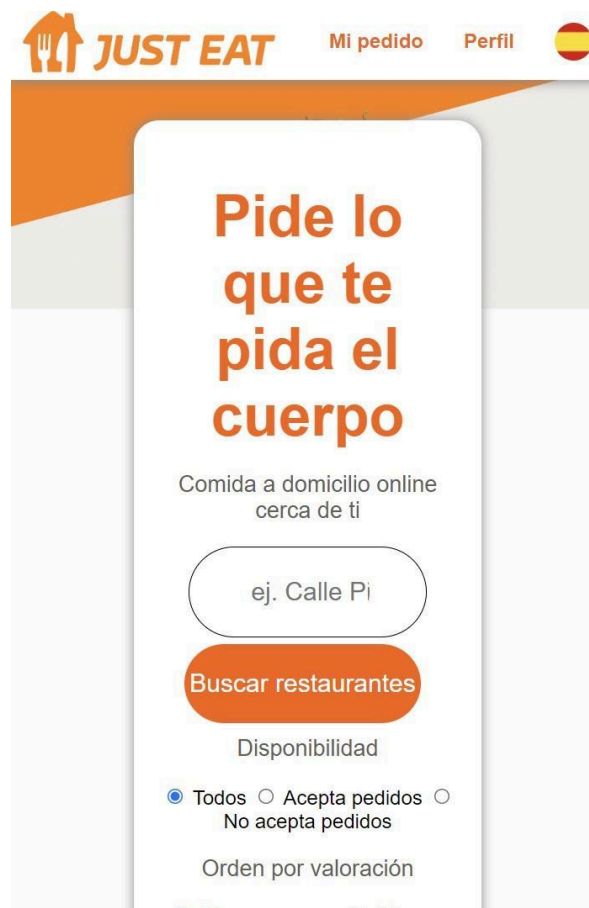 JUST EAT
Mi pedido
Perfil
Pide lo
que te
pida el
cuerpo
Comida a domicilio online
cerca de ti
ej. Calle Pi
Buscar restaurantes
Disponibilidad
Todos Acepta pedidos
No acepta pedidos
Orden por valoración